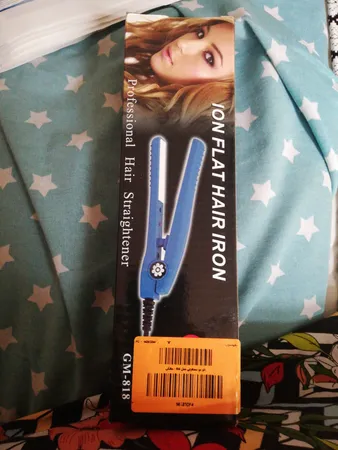 ION FLAT HAIR IRON
Professional Hair Straightener
GM-818